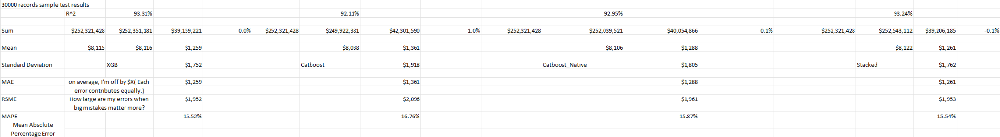 30000 records sample test results
R^2 93.31% 92.11% 92.95% 93.24%
Sum $252,321,428 $252,351,181 $39,159,221 0.0% $252,321,428 $249,922,381 $42,301,590 1.0% $252,321,428 $252,039,521 $40,054,866 0.1% $252,321,428 $252,543,112 $39,206,185 -0.1%
Mean $8,115 $8,116 $1,259 $8,038 $1,361 $8,106 $1,288 $8,122 $1,261
Standard Deviation XGB $1,752 Catboost $1,918 Catboost_Native $1,805 Stacked $1,762
MAE on average, I'm off by $X( Each $1,259 $1,361 $1,288 $1,261
error contributes equally.)
RSME How large are my errors when $1,952 $2,096 $1,961 $1,953
big mistakes matter more?
MAPE 15.52% 16.76% 15.87% 15.54%
Mean Absolute
Percentage Error